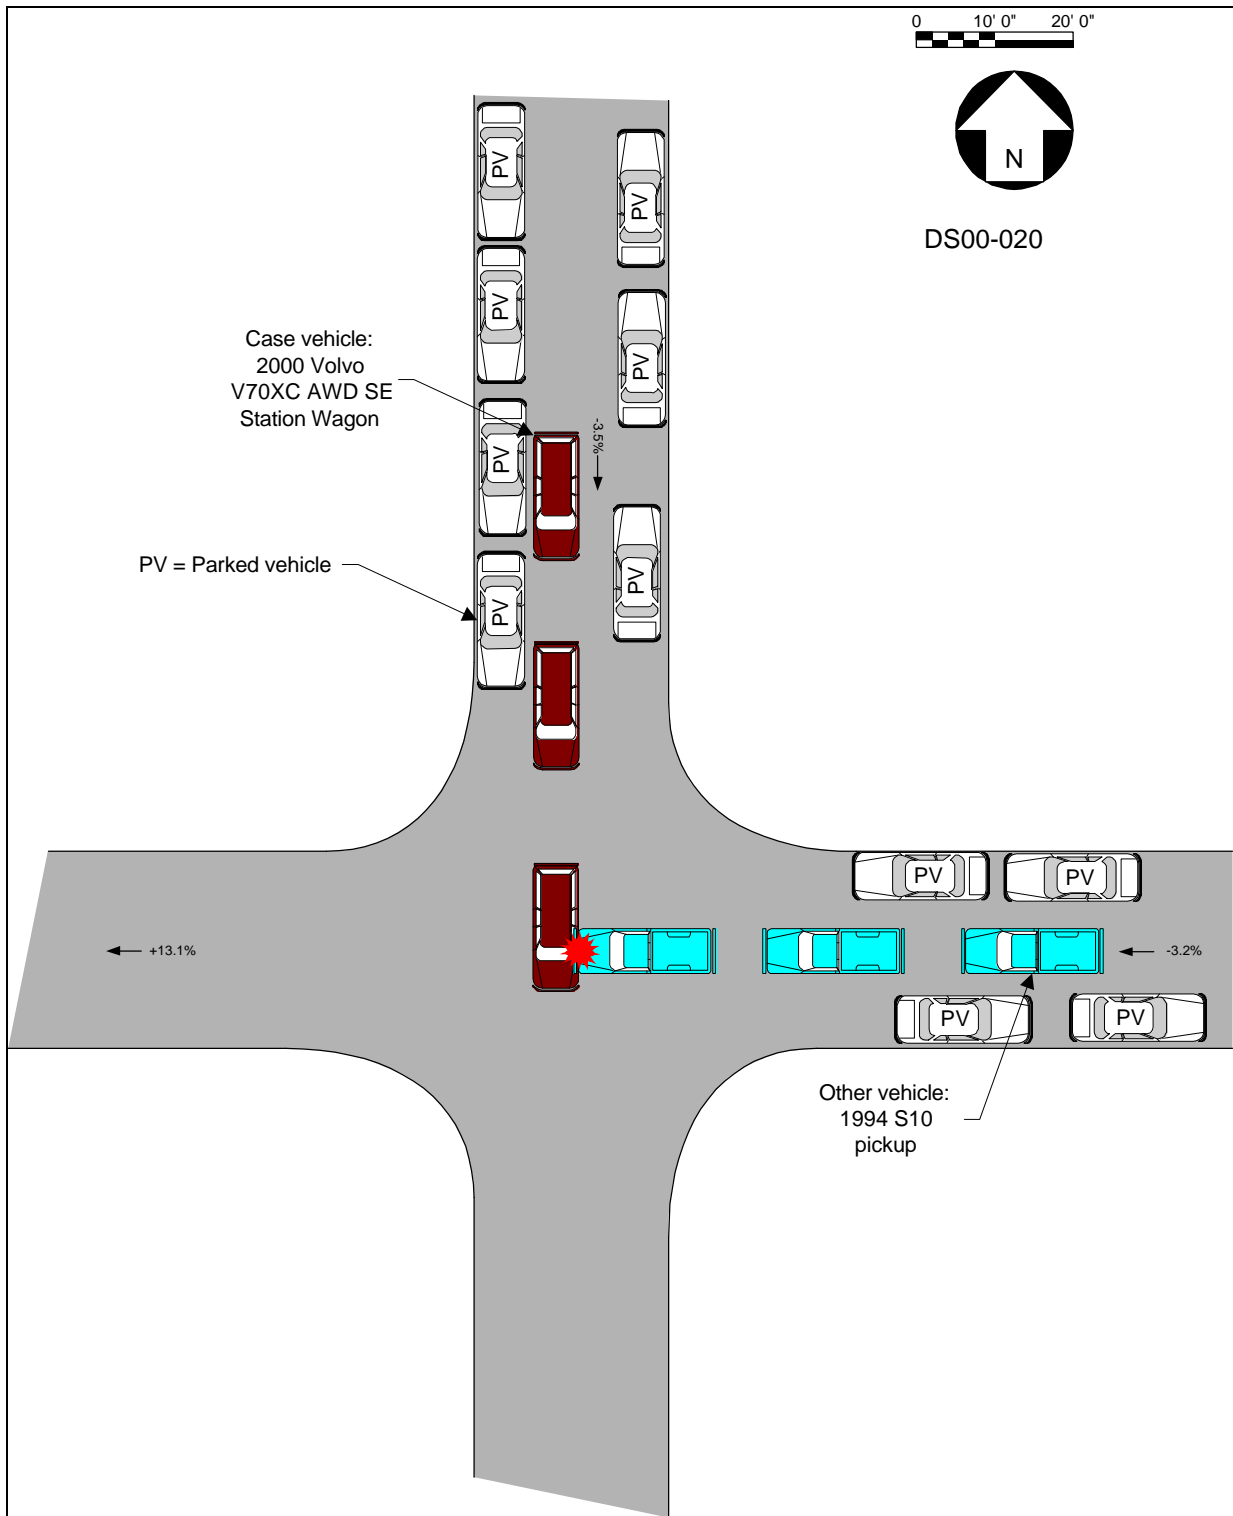 0 10' 0" 20' 0"
N
DS00-020
PV
PV
PV
PV
Case vehicle:
2000 Volvo
V70XC AWD SE
Station Wagon
PV
-3.5%
PV
PV = Parked vehicle
PV
PV
PV
+13.1%
-3.2%
PV
PV
Other vehicle:
1994 S10
pickup